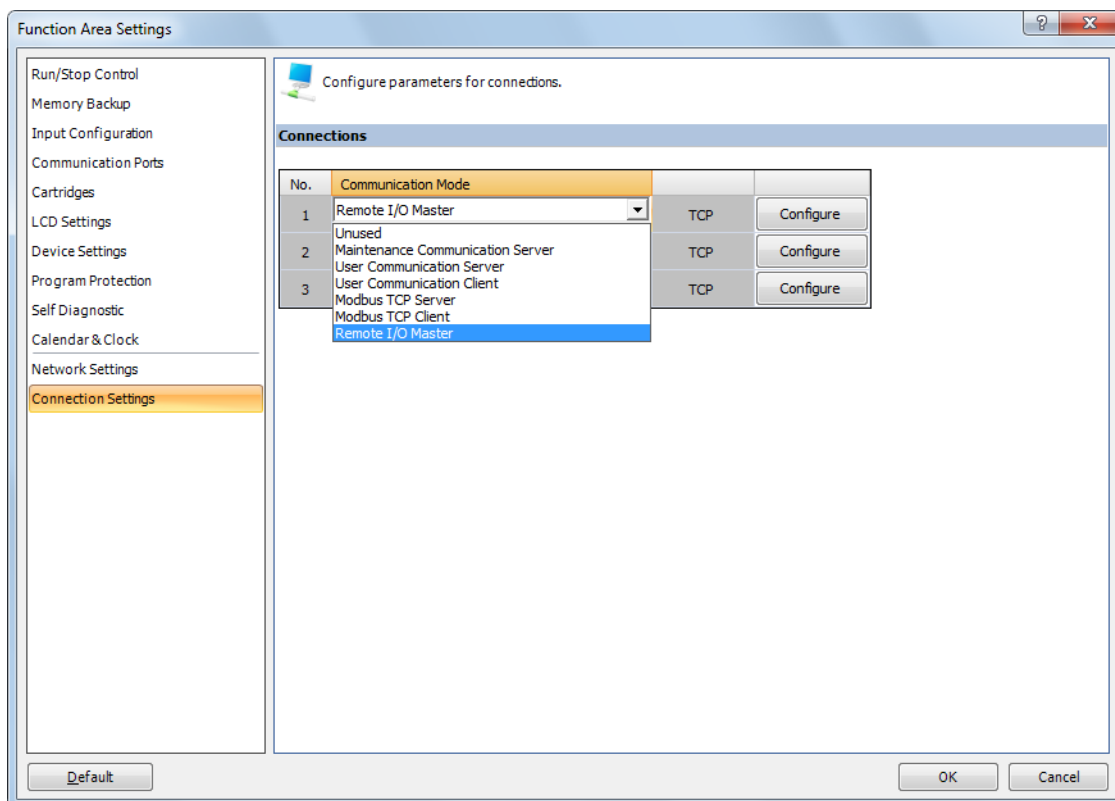 Function Area Settings
?
X
Run/Stop Control
Memory Backup
Input Configuration
Communication Ports
Cartridges
LCD Settings
Device Settings
Program Protection
Self Diagnostic
Calendar & Clock
Network Settings
Connection Settings
Configure parameters for connections.
Connections
No. Communication Mode
1 Remote I/O Master TCP Configure
Unused
2 Maintenance Communication Server TCP Configure
User Communication Server
User Communication Client
3 Modbus TCP Server TCP Configure
Modbus TCP Client
Remote I/O Master
Default
OK
Cancel